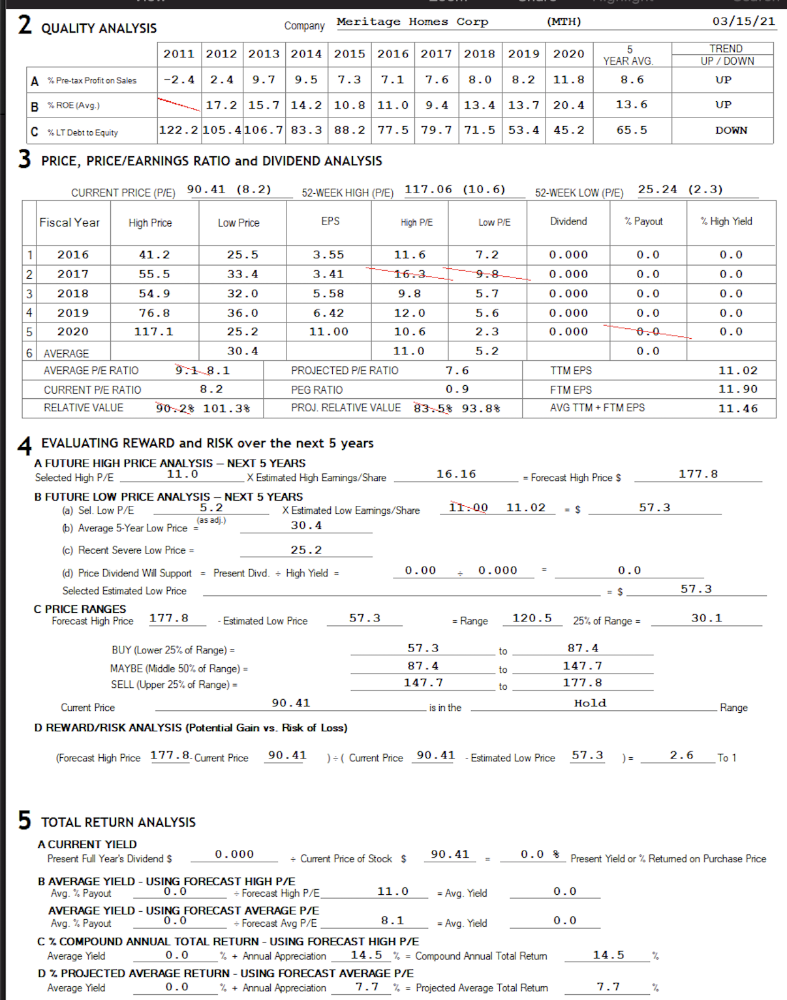 2 QUALITY ANALYSIS Company Meritage Homes Corp (MTH) 03/15/21
2011 2012 2013 2014 2015 2016 2017 2018 2019 2020 5 YEAR AVG. TREND UP / DOWN
A % Pre-tax Profit on Sales -2.4 2.4 9.7 9.5 7.3 7.1 7.6 8.0 8.2 11.8 8.6 UP
B % ROE (Avg.) 17.2 15.7 14.2 10.8 11.0 9.4 13.4 13.7 20.4 13.6 UP
C % LT Debt to Equity 122.2 105.4 106.7 83.3 88.2 77.5 79.7 71.5 53.4 45.2 65.5 DOWN
3 PRICE, PRICE/EARNINGS RATIO and DIVIDEND ANALYSIS
CURRENT PRICE (P/E) 90.41 (8.2) 52-WEEK HIGH (P/E) 117.06 (10.6) 52-WEEK LOW (P/E) 25.24 (2.3)
Fiscal Year High Price Low Price EPS High P/E Low P/E Dividend % Payout % High Yield
1 2016 41.2 25.5 3.55 11.6 7.2 0.000 0.0 0.0
2 2017 55.5 33.4 3.41 16.3 9.8 0.000 0.0 0.0
3 2018 54.9 32.0 5.58 9.8 5.7 0.000 0.0 0.0
4 2019 76.8 36.0 6.42 12.0 5.6 0.000 0.0 0.0
5 2020 117.1 25.2 11.00 10.6 2.3 0.000 0.0 0.0
6 AVERAGE 30.4 11.0 5.2 0.0
AVERAGE P/E RATIO 9.1 8.1 PROJECTED P/E RATIO 7.6 TTM EPS 11.02
CURRENT P/E RATIO 8.2 PEG RATIO 0.9 FTM EPS 11.90
RELATIVE VALUE 90.2% 101.3% PROJ. RELATIVE VALUE 83.5% 93.8% AVG TTM + FTM EPS 11.46
4 EVALUATING REWARD and RISK over the next 5 years
A FUTURE HIGH PRICE ANALYSIS – NEXT 5 YEARS
Selected High P/E 11.0 X Estimated High Earnings/Share 16.16 = Forecast High Price $ 177.8
B FUTURE LOW PRICE ANALYSIS – NEXT 5 YEARS
(a) Sel. Low P/E 5.2 X Estimated Low Earnings/Share 11.00 11.02 = $ 57.3
(as adj.)
(b) Average 5-Year Low Price = 30.4
(c) Recent Severe Low Price = 25.2
(d) Price Dividend Will Support = Present Divd. ÷ High Yield = 0.00 ÷ 0.000 = 0.0
Selected Estimated Low Price = $ 57.3
C PRICE RANGES
Forecast High Price 177.8 - Estimated Low Price 57.3 = Range 120.5 25% of Range = 30.1
BUY (Lower 25% of Range) = 57.3 to 87.4
MAYBE (Middle 50% of Range) = 87.4 to 147.7
SELL (Upper 25% of Range) = 147.7 to 177.8
Current Price 90.41 is in the Hold Range
D REWARD/RISK ANALYSIS (Potential Gain vs. Risk of Loss)
(Forecast High Price 177.8 - Current Price 90.41 ) ÷ ( Current Price 90.41 - Estimated Low Price 57.3 ) = 2.6 To 1
5 TOTAL RETURN ANALYSIS
A CURRENT YIELD
Present Full Year's Dividend $ 0.000 ÷ Current Price of Stock $ 90.41 = 0.0 % Present Yield or % Returned on Purchase Price
B AVERAGE YIELD - USING FORECAST HIGH P/E
Avg. % Payout 0.0 ÷ Forecast High P/E 11.0 = Avg. Yield 0.0
AVERAGE YIELD - USING FORECAST AVERAGE P/E
Avg. % Payout 0.0 ÷ Forecast Avg P/E 8.1 = Avg. Yield 0.0
C % COMPOUND ANNUAL TOTAL RETURN - USING FORECAST HIGH P/E
Average Yield 0.0 % + Annual Appreciation 14.5 % = Compound Annual Total Return 14.5 %
D % PROJECTED AVERAGE RETURN - USING FORECAST AVERAGE P/E
Average Yield 0.0 % + Annual Appreciation 7.7 % = Projected Average Total Return 7.7 %